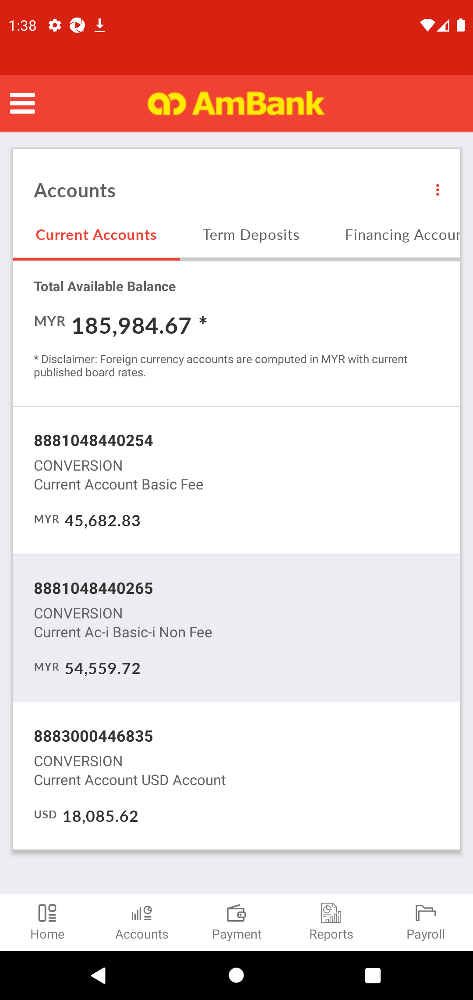 1:38
AmBank
Accounts
Current Accounts
Term Deposits
Financing Accoun
Total Available Balance
MYR 185,984.67 *
* Disclaimer: Foreign currency accounts are computed in MYR with current
published board rates.
8881048440254
CONVERSION
Current Account Basic Fee
MYR 45,682.83
8881048440265
CONVERSION
Current Ac-i Basic-i Non Fee
MYR 54,559.72
8883000446835
CONVERSION
Current Account USD Account
USD 18,085.62
Home
Accounts
Payment
Reports
Payroll